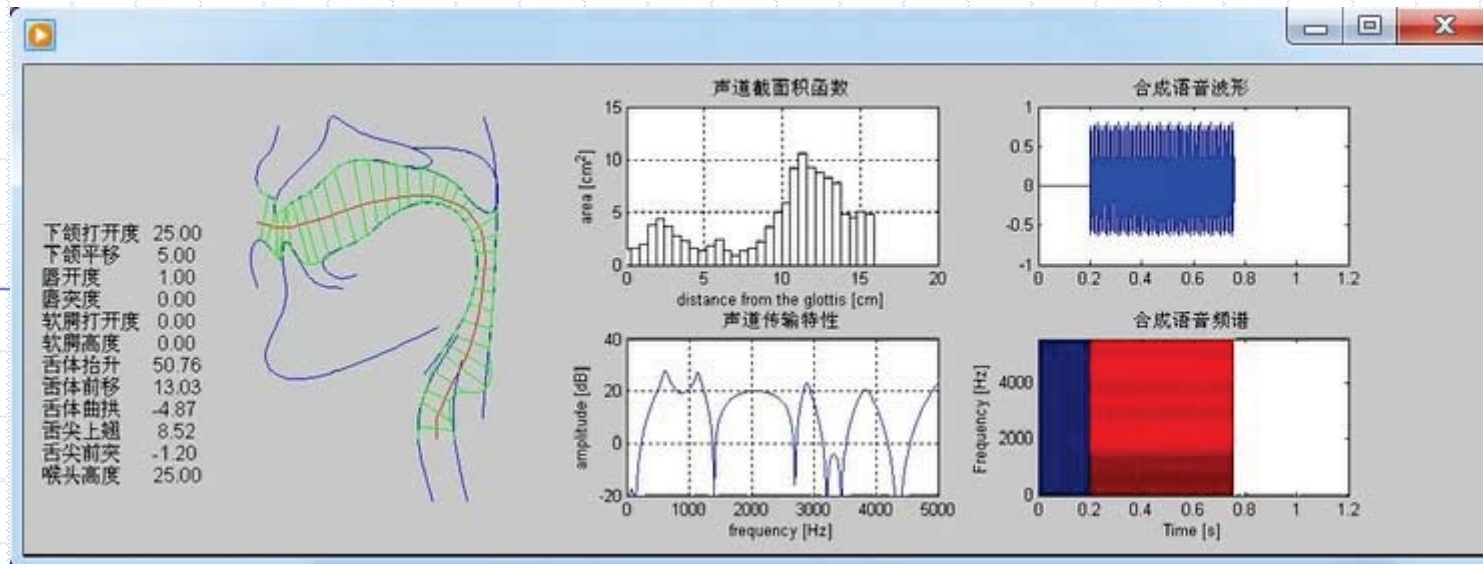 下颌打开度 25.00
下颌平移 5.00
唇开度 1.00
唇突度 0.00
软腭打开度 0.00
软腭高度 0.00
舌体抬升 50.76
舌体前移 13.03
舌体曲拱 -4.87
舌尖上翘 8.52
舌尖前突 -1.20
喉头高度 25.00
声道截面积函数
area [cm²]
15
10
5
0
0 5 10 15 20
distance from the glottis [cm]
声道传输特性
amplitude [dB]
40
20
0
-20
0 1000 2000 3000 4000 5000
frequency [Hz]
合成语音波形
1
0.5
0
-0.5
-1
0 0.2 0.4 0.6 0.8 1 1.2
合成语音频谱
Frequency [Hz]
4000
2000
0
0 0.2 0.4 0.6 0.8 1 1.2
Time [s]